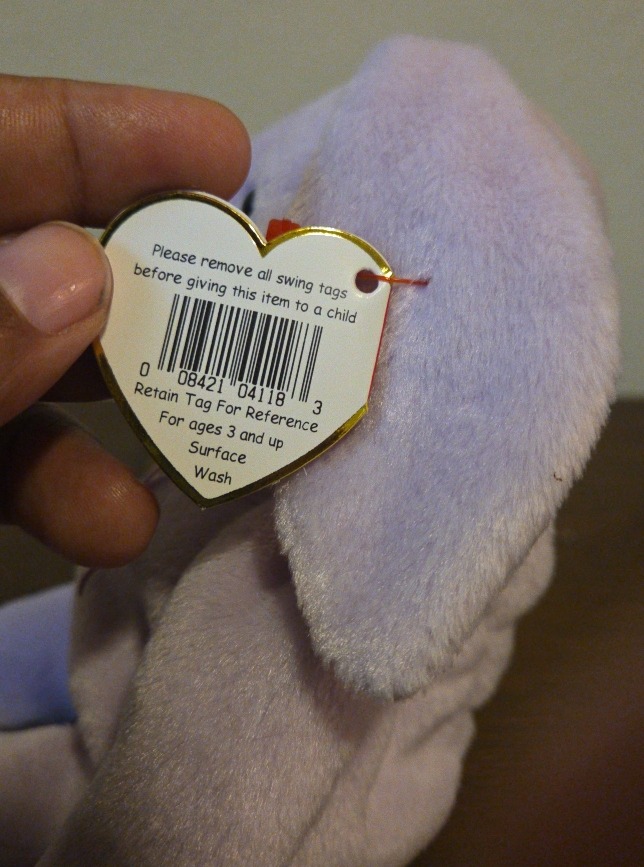 Please remove all swing tags
before giving this item to a child
0 08421 04118 3
Retain Tag For Reference
For ages 3 and up
Surface
Wash